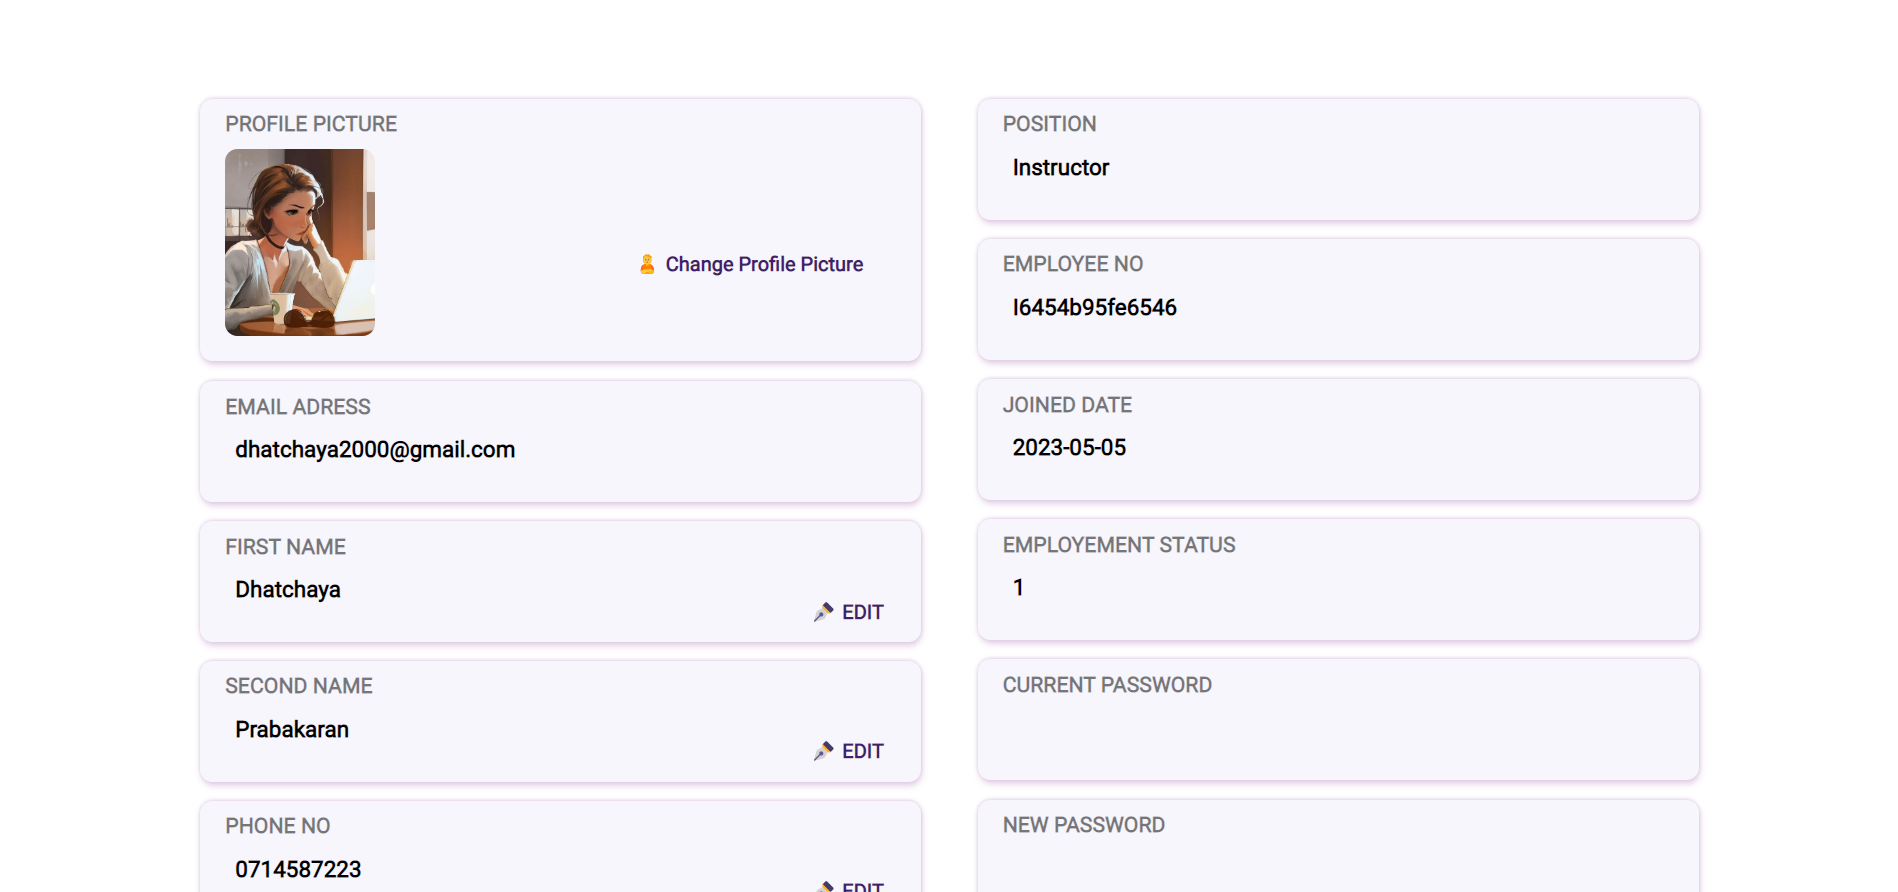 PROFILE PICTURE
Change Profile Picture
EMAIL ADRESS
dhatchaya2000@gmail.com
FIRST NAME
Dhatchaya
EDIT
SECOND NAME
Prabakaran
EDIT
PHONE NO
0714587223
EDIT
POSITION
Instructor
EMPLOYEE NO
I6454b95fe6546
JOINED DATE
2023-05-05
EMPLOYEMENT STATUS
1
CURRENT PASSWORD
NEW PASSWORD